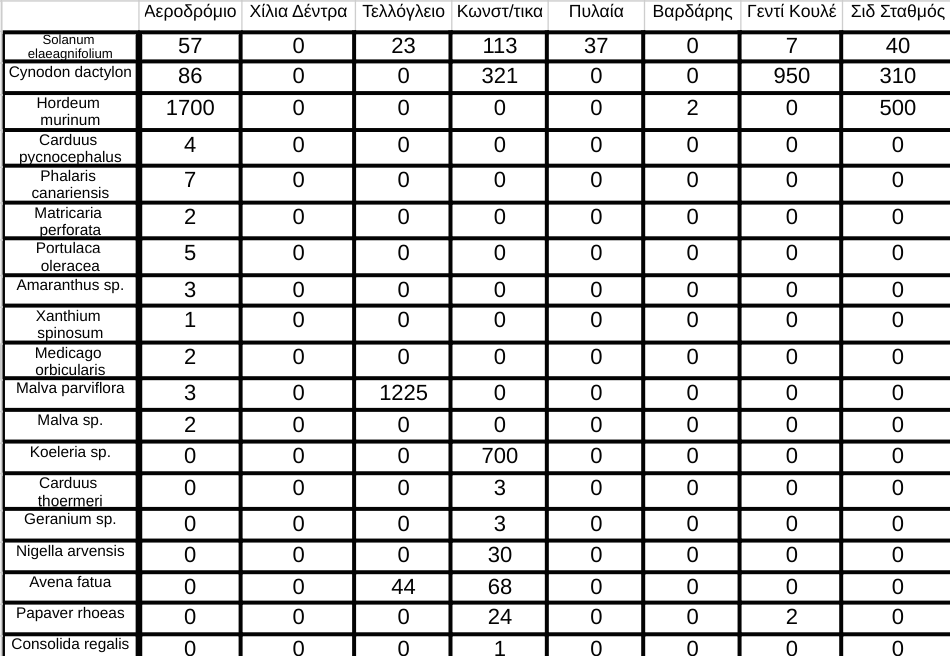 Αεροδρόμιο Χίλια Δέντρα Τελλόγλειο Κωνστ/τικα Πυλαία Βαρδάρης Γεντί Κουλέ Σιδ Σταθμός
Solanum
elaeagnifolium 57 0 23 113 37 0 7 40
Cynodon dactylon 86 0 0 321 0 0 950 310
Hordeum
murinum 1700 0 0 0 0 2 0 500
Carduus
pycnocephalus 4 0 0 0 0 0 0 0
Phalaris
canariensis 7 0 0 0 0 0 0 0
Matricaria
perforata 2 0 0 0 0 0 0 0
Portulaca
oleracea 5 0 0 0 0 0 0 0
Amaranthus sp. 3 0 0 0 0 0 0 0
Xanthium
spinosum 1 0 0 0 0 0 0 0
Medicago
orbicularis 2 0 0 0 0 0 0 0
Malva parviflora 3 0 1225 0 0 0 0 0
Malva sp. 2 0 0 0 0 0 0 0
Koeleria sp. 0 0 0 700 0 0 0 0
Carduus
thoermeri 0 0 0 3 0 0 0 0
Geranium sp. 0 0 0 3 0 0 0 0
Nigella arvensis 0 0 0 30 0 0 0 0
Avena fatua 0 0 44 68 0 0 0 0
Papaver rhoeas 0 0 0 24 0 0 2 0
Consolida regalis 0 0 0 1 0 0 0 0